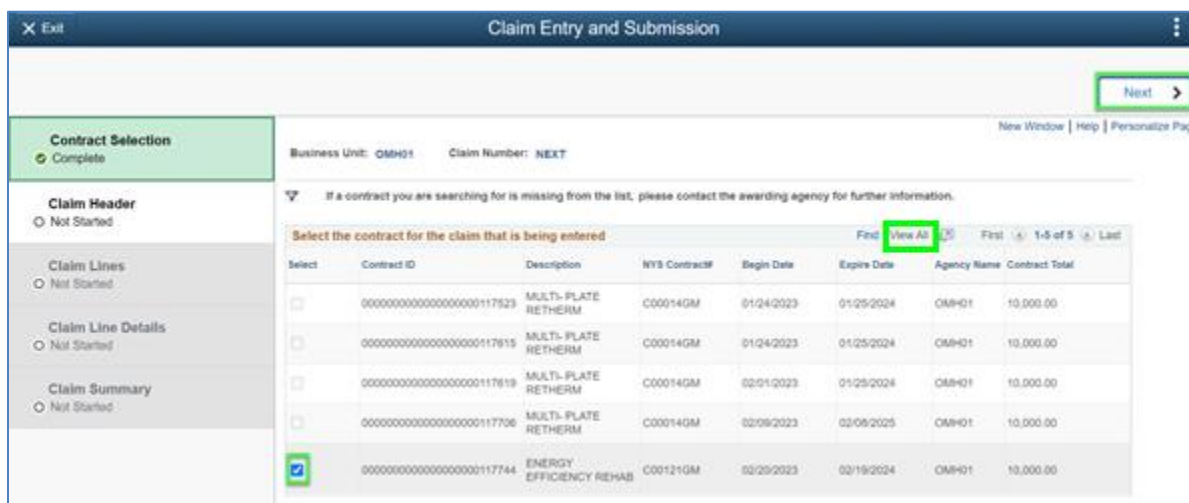 X Exit
Claim Entry and Submission
Next >
New Window | Help | Personalize Pag
Contract Selection
Complete
Claim Header
Not Started
Claim Lines
Not Started
Claim Line Details
Not Started
Claim Summary
Not Started
Business Unit: OMH01 Claim Number: NEXT
If a contract you are searching for is missing from the list, please contact the awarding agency for further information.
Select the contract for the claim that is being entered Find View All First 1-5 of 5 Last
Select Contract ID Description NYS Contract# Begin Date Expire Date Agency Name Contract Total
MULTI- PLATE
0000000000000000000117523 C00014GM 01/24/2023 01/25/2024 OMH01 10,000.00
RETHERM
MULTI- PLATE
0000000000000000000117615 C00014GM 01/24/2023 01/25/2024 OMH01 10,000.00
RETHERM
MULTI- PLATE
0000000000000000000117619 C00014GM 02/01/2023 01/25/2024 OMH01 10,000.00
RETHERM
MULTI- PLATE
0000000000000000000117706 C00014GM 02/09/2023 02/08/2025 OMH01 10,000.00
RETHERM
ENERGY
0000000000000000000117744 C00121GM 02/20/2023 02/19/2024 OMH01 10,000.00
EFFICIENCY REHAB